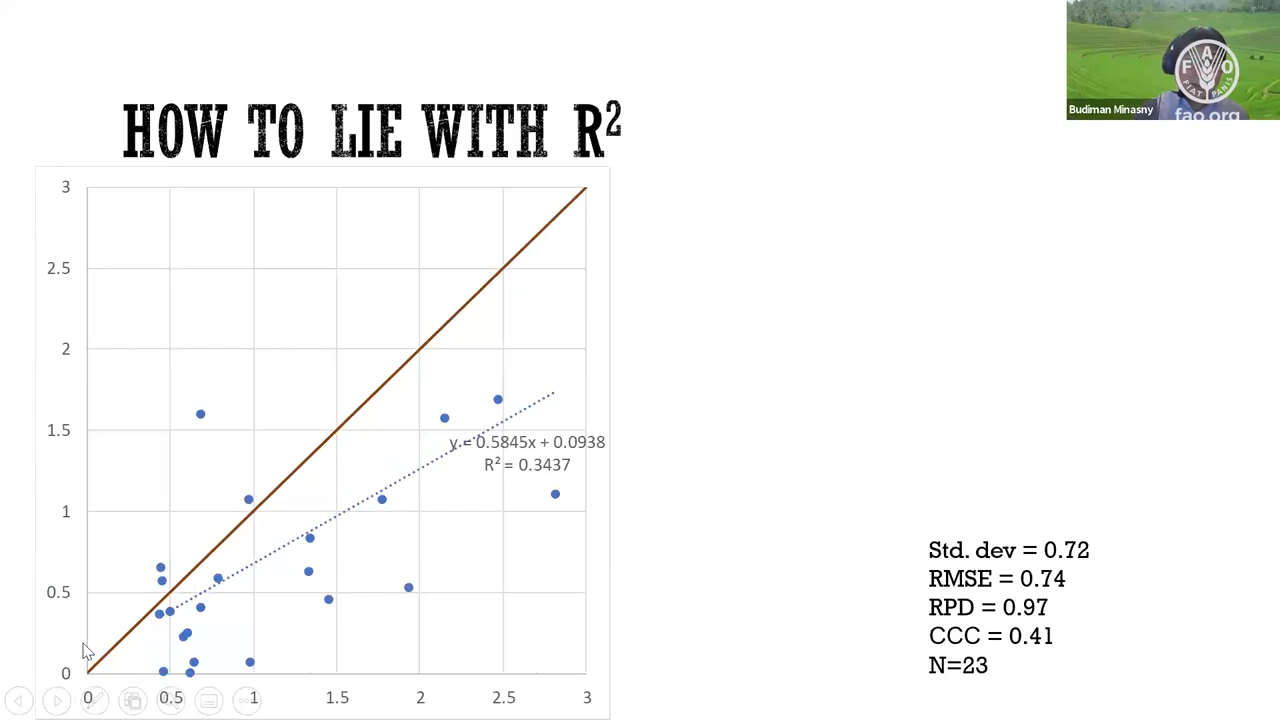 HOW TO LIE WITH R²
3
2.5
2
1.5
1
0.5
0
0 0.5 1 1.5 2 2.5 3
y = 0.5845x + 0.0938
R² = 0.3437
Std. dev = 0.72
RMSE = 0.74
RPD = 0.97
CCC = 0.41
N=23
F A O
FIAT PANIS
Budiman Minasny
fao.org